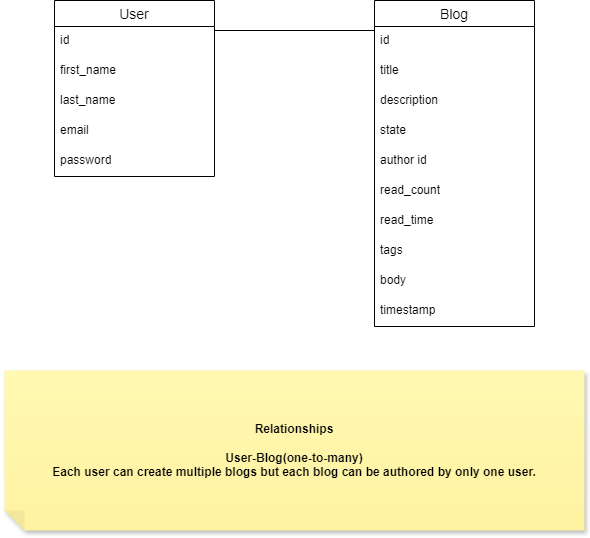 User
id
first_name
last_name
email
password
Blog
id
title
description
state
author id
read_count
read_time
tags
body
timestamp
Relationships
User-Blog(one-to-many)
Each user can create multiple blogs but each blog can be authored by only one user.